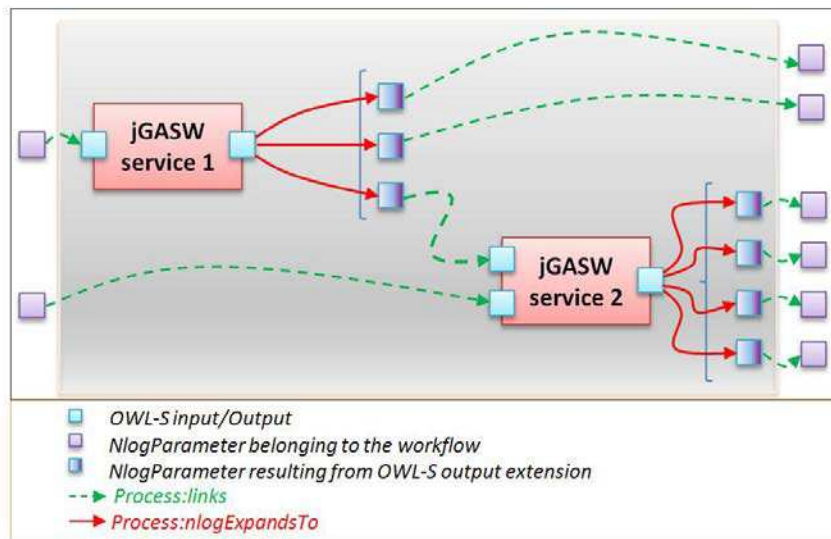 jGASW
service 1
jGASW
service 2
OWL-S input/Output
NlogParameter belonging to the workflow
NlogParameter resulting from OWL-S output extension
Process:links
Process:nlogExpandsTo